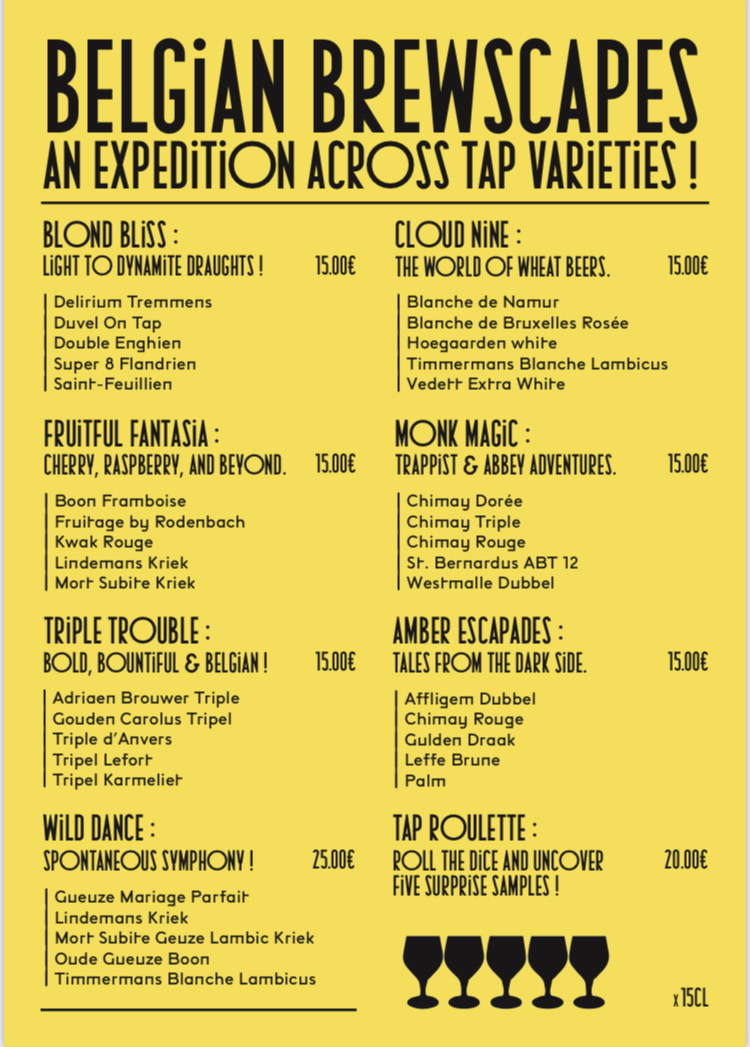 BELGiAN BREWSCAPES
AN EXPEDiTiON ACROSS TAP VARiETiES !
BLOND BLiSS :
LiGHT TO DYNAMiTE DRAUGHTS ! 15.00€
Delirium Tremmens
Duvel On Tap
Double Enghien
Super 8 Flandrien
Saint-Feuillien
CLOUD NiNE :
THE WORLD OF WHEAT BEERS. 15.00€
Blanche de Namur
Blanche de Bruxelles Rosée
Hoegaarden white
Timmermans Blanche Lambicus
Vedett Extra White
FRUiTFUL FANTASiA :
CHERRY, RASPBERRY, AND BEYOND. 15.00€
Boon Framboise
Fruitage by Rodenbach
Kwak Rouge
Lindemans Kriek
Mort Subite Kriek
MONK MAGiC :
TRAPPiST & ABBEY ADVENTURES. 15.00€
Chimay Dorée
Chimay Triple
Chimay Rouge
St. Bernardus ABT 12
Westmalle Dubbel
TRiPLE TROUBLE :
BOLD, BOUNTiFUL & BELGiAN ! 15.00€
Adriaen Brouwer Triple
Gouden Carolus Tripel
Triple d'Anvers
Tripel Lefort
Tripel Karmeliet
AMBER ESCAPADES :
TALES FROM THE DARK SiDE. 15.00€
Affligem Dubbel
Chimay Rouge
Gulden Draak
Leffe Brune
Palm
WiLD DANCE :
SPONTANEOUS SYMPHONY ! 25.00€
Gueuze Mariage Parfait
Lindemans Kriek
Mort Subite Geuze Lambic Kriek
Oude Gueuze Boon
Timmermans Blanche Lambicus
TAP ROULETTE :
ROLL THE DiCE AND UNCOVER 20.00€
FiVE SURPRiSE SAMPLES !
x 15CL